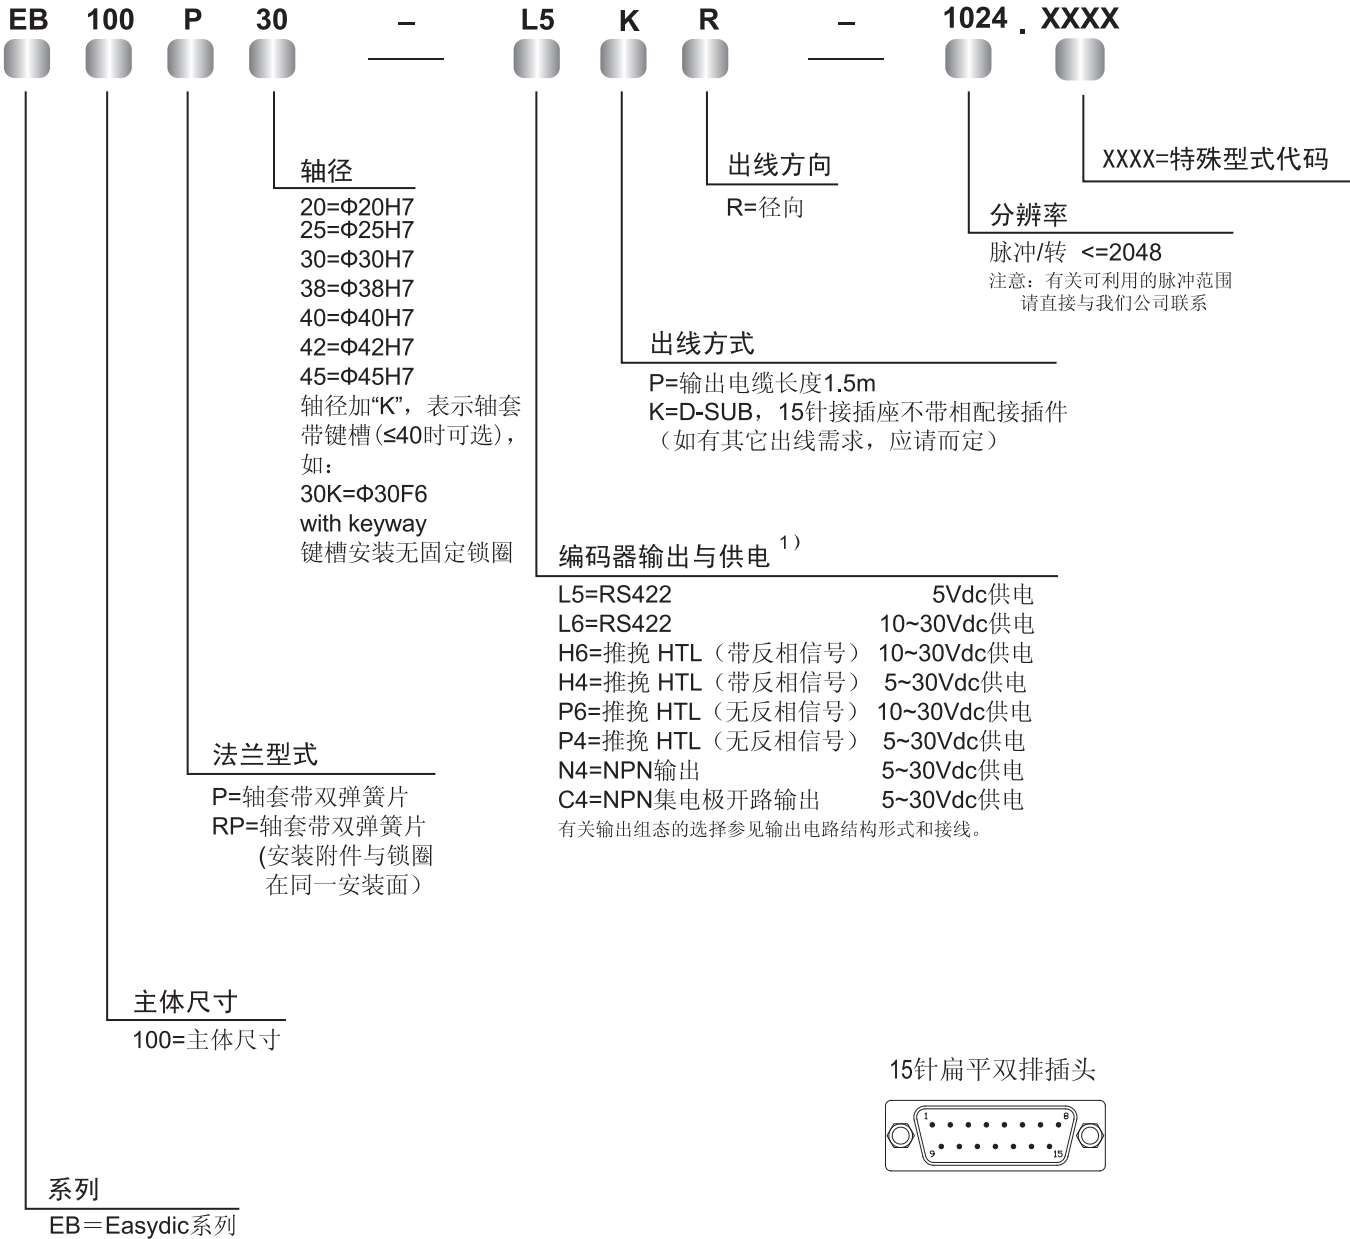 EB 100 P 30 – L5 K R – 1024 . XXXX
轴径
20=Φ20H7
25=Φ25H7
30=Φ30H7
38=Φ38H7
40=Φ40H7
42=Φ42H7
45=Φ45H7
轴径加“K”，表示轴套
带键槽(≤40时可选)，
如：
30K=Φ30F6
with keyway
键槽安装无固定锁圈
出线方向
R=径向
XXXX=特殊型式代码
分辨率
脉冲/转 <=2048
注意：有关可利用的脉冲范围
请直接与我们公司联系
出线方式
P=输出电缆长度1.5m
K=D-SUB，15针接插座不带相配接插件
（如有其它出线需求，应请而定）
编码器输出与供电 1）
L5=RS422 5Vdc供电
L6=RS422 10~30Vdc供电
H6=推挽 HTL（带反相信号） 10~30Vdc供电
H4=推挽 HTL（带反相信号） 5~30Vdc供电
P6=推挽 HTL（无反相信号） 10~30Vdc供电
P4=推挽 HTL（无反相信号） 5~30Vdc供电
N4=NPN输出 5~30Vdc供电
C4=NPN集电极开路输出 5~30Vdc供电
有关输出组态的选择参见输出电路结构形式和接线。
法兰型式
P=轴套带双弹簧片
RP=轴套带双弹簧片
(安装附件与锁圈
在同一安装面）
主体尺寸
100=主体尺寸
15针扁平双排插头
1 8
9 15
系列
EB＝Easydic系列